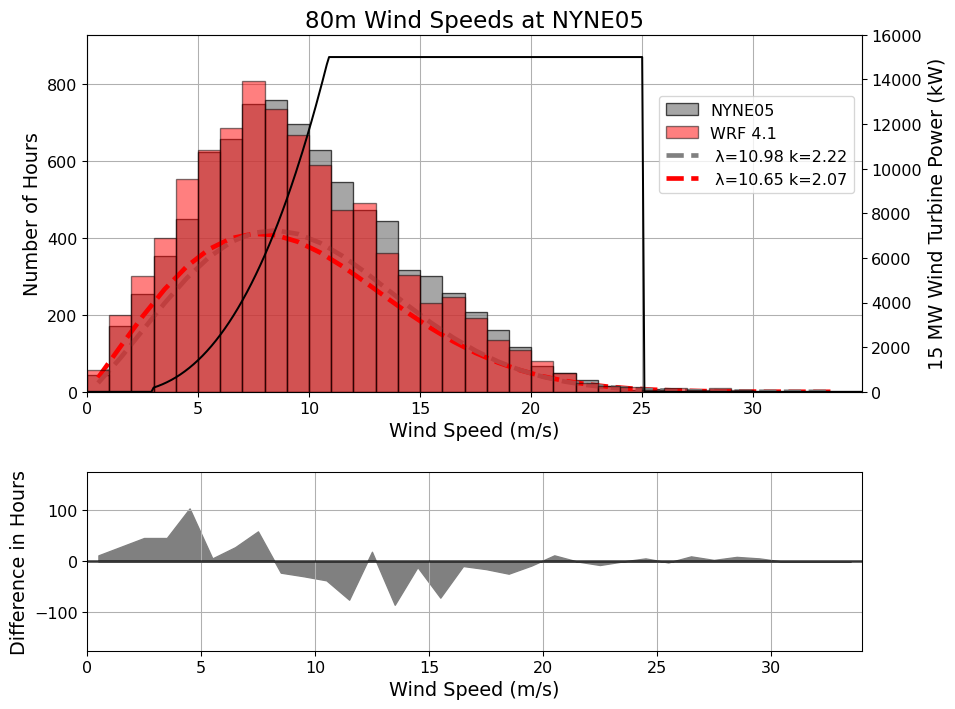 80m Wind Speeds at NYNE05
Number of Hours
800
600
400
200
0
16000
14000
12000
10000
8000
6000
4000
2000
0
15 MW Wind Turbine Power (kW)
NYNE05
WRF 4.1
λ=10.98 k=2.22
λ=10.65 k=2.07
0 5 10 15 20 25 30
Wind Speed (m/s)
Difference in Hours
100
0
−100
0 5 10 15 20 25 30
Wind Speed (m/s)